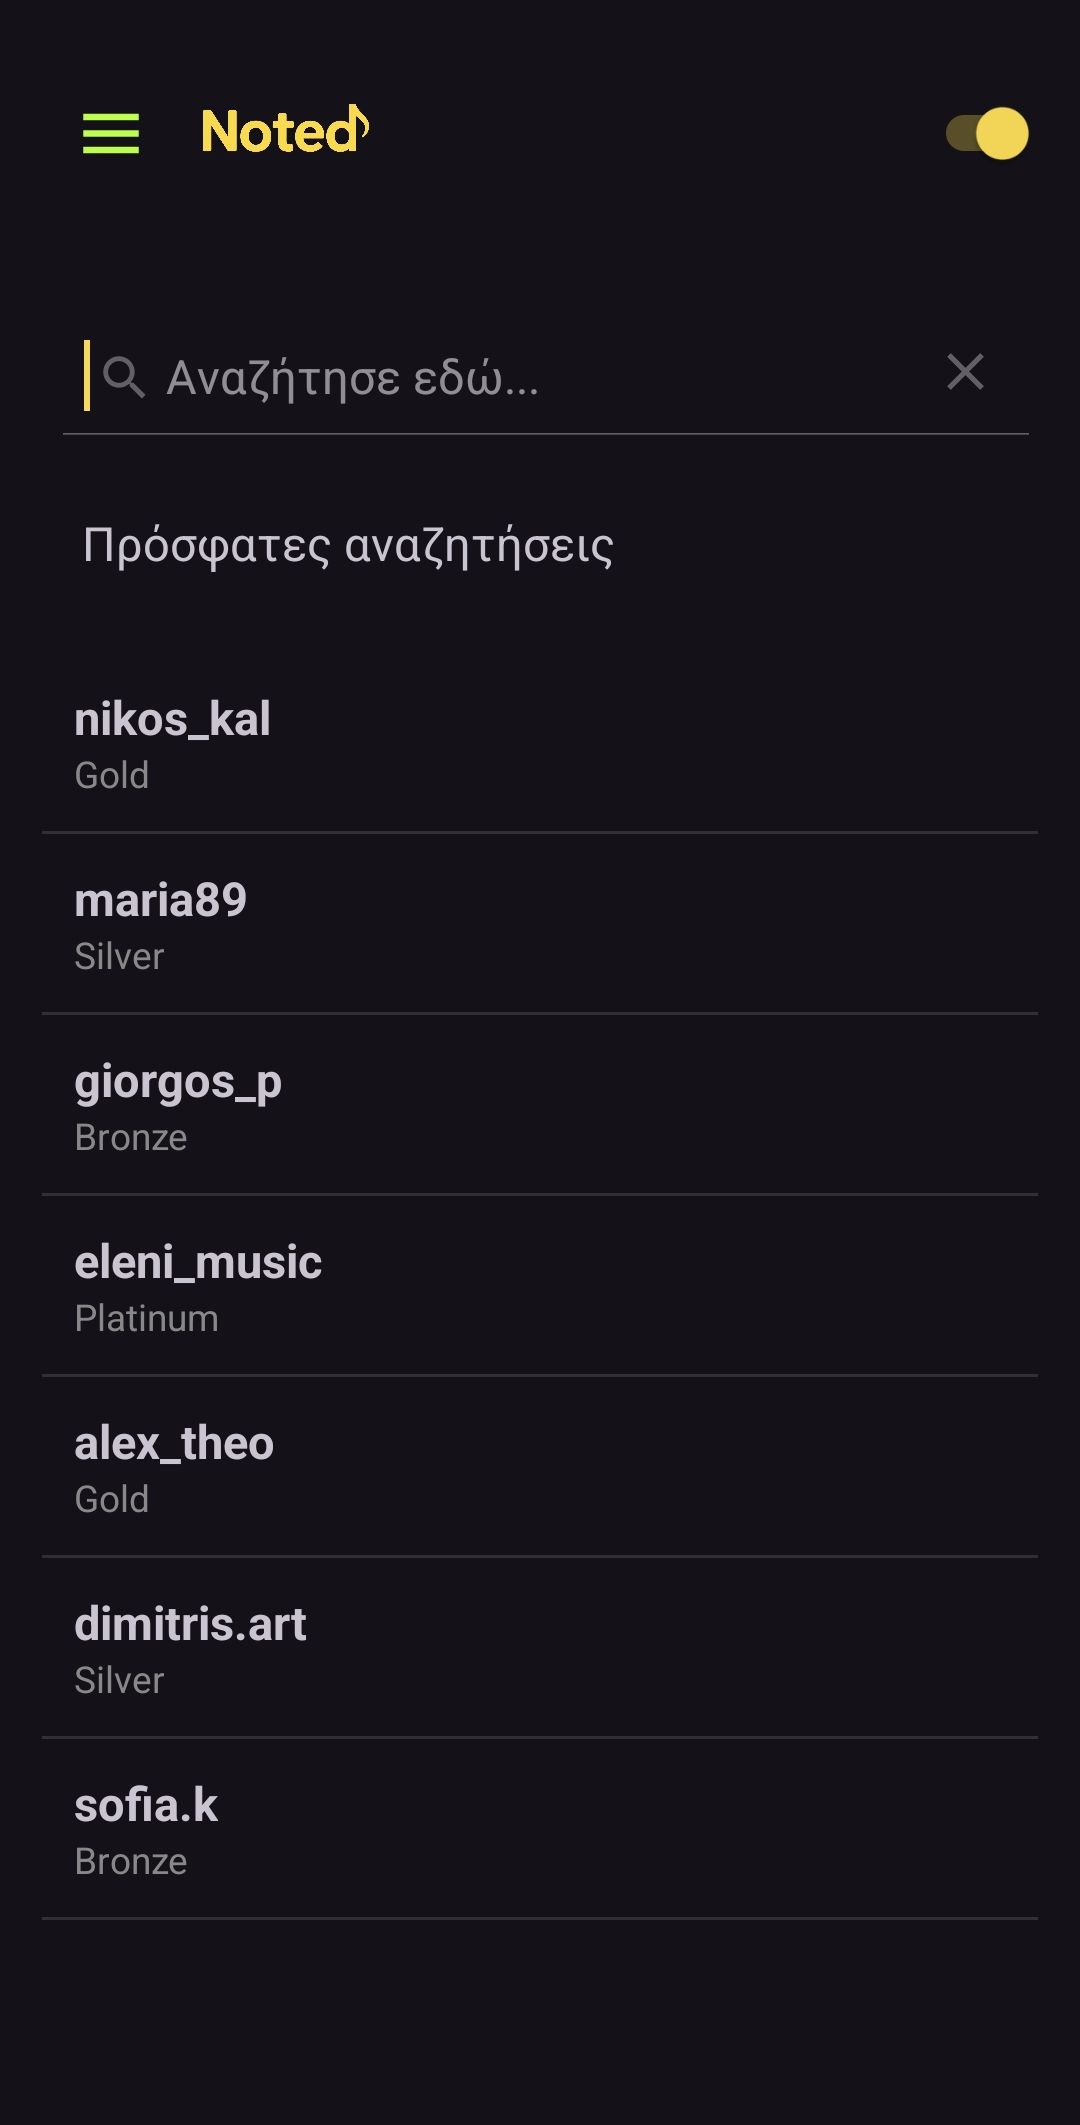 Noted
Αναζήτησε εδώ...
Πρόσφατες αναζητήσεις
nikos_kal
Gold
maria89
Silver
giorgos_p
Bronze
eleni_music
Platinum
alex_theo
Gold
dimitris.art
Silver
sofia.k
Bronze